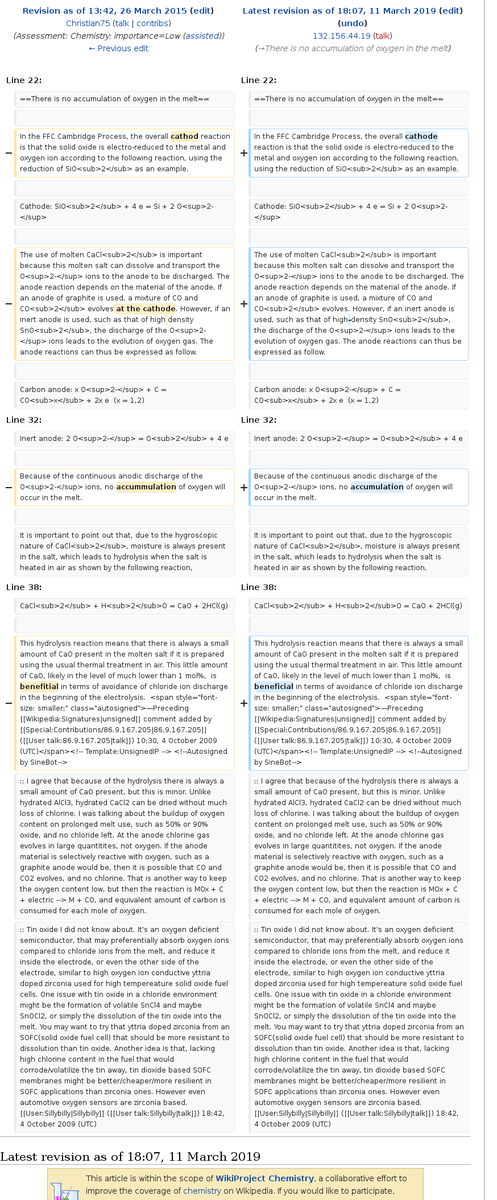 Revision as of 13:42, 26 March 2015 (edit)
Christian75 (talk | contribs)
(Assessment: Chemistry: importance=Low (assisted))
← Previous edit
Latest revision as of 18:07, 11 March 2019 (edit)
(undo)
132.156.44.19 (talk)
(→There is no accumulation of oxygen in the melt)
Line 22:
==There is no accumulation of oxygen in the melt==
− In the FFC Cambridge Process, the overall cathod reaction
is that the solid oxide is electro-reduced to the metal and
oxygen ion according to the following reaction, using the
reduction of SiO<sub>2</sub> as an example.
Cathode: SiO<sub>2</sub> + 4 e = Si + 2 O<sup>2-
</sup>
− The use of molten CaCl<sub>2</sub> is important
because this molten salt can dissolve and transport the
O<sup>2-</sup> ions to the anode to be discharged. The
anode reaction depends on the material of the anode. If
an anode of graphite is used, a mixture of CO and
CO<sub>2</sub> evolves at the cathode. However, if an
inert anode is used, such as that of high density
SnO<sub>2</sub>, the discharge of the O<sup>2-
</sup> ions leads to the evolution of oxygen gas. The
anode reactions can thus be expressed as follow.
Carbon anode: x O<sup>2-</sup> + C =
CO<sub>x</sub> + 2x e  (x = 1,2)
Line 22:
==There is no accumulation of oxygen in the melt==
+ In the FFC Cambridge Process, the overall cathode
reaction is that the solid oxide is electro-reduced to the
metal and oxygen ion according to the following reaction,
using the reduction of SiO<sub>2</sub> as an example.
Cathode: SiO<sub>2</sub> + 4 e = Si + 2 O<sup>2-
</sup>
+ The use of molten CaCl<sub>2</sub> is important
because this molten salt can dissolve and transport the
O<sup>2-</sup> ions to the anode to be discharged. The
anode reaction depends on the material of the anode. If
an anode of graphite is used, a mixture of CO and
CO<sub>2</sub> evolves. However, if an inert anode is
used, such as that of high-density SnO<sub>2</sub>,
the discharge of the O<sup>2-</sup> ions leads to the
evolution of oxygen gas. The anode reactions can thus be
expressed as follow.
Carbon anode: x O<sup>2-</sup> + C =
CO<sub>x</sub> + 2x e  (x = 1,2)
Line 32:
Inert anode: 2 O<sup>2-</sup> = O<sub>2</sub> + 4 e
− Because of the continuous anodic discharge of the
O<sup>2-</sup> ions, no accummulation of oxygen will
occur in the melt.
It is important to point out that, due to the hygroscopic
nature of CaCl<sub>2</sub>, moisture is always present
in the salt, which leads to hydrolysis when the salt is
heated in air as shown by the following reaction,
Line 32:
Inert anode: 2 O<sup>2-</sup> = O<sub>2</sub> + 4 e
+ Because of the continuous anodic discharge of the
O<sup>2-</sup> ions, no accumulation of oxygen will
occur in the melt.
It is important to point out that, due to the hygroscopic
nature of CaCl<sub>2</sub>, moisture is always present
in the salt, which leads to hydrolysis when the salt is
heated in air as shown by the following reaction,
Line 38:
CaCl<sub>2</sub> + H<sub>2</sub>O = CaO + 2HCl(g)
− This hydrolysis reaction means that there is always a small
amount of CaO present in the molten salt if it is prepared
using the usual thermal treatment in air. This little amount
of CaO, likely in the level of much lower than 1 mol%,  is
benefitial in terms of avoidance of chloride ion discharge
in the beginning of the electrolysis.  <span style="font-
size: smaller;" class="autosigned">—Preceding
[[Wikipedia:Signatures|unsigned]] comment added by
[[Special:Contributions/86.9.167.205|86.9.167.205]]
([[User talk:86.9.167.205|talk]]) 10:30, 4 October 2009
(UTC)</span><!-- Template:UnsignedIP --> <!--Autosigned
by SineBot-->
:: I agree that because of the hydrolysis there is always a
small amount of CaO present, but this is minor. Unlike
hydrated AlCl3, hydrated CaCl2 can be dried without much
loss of chlorine. I was talking about the buildup of oxygen
content on prolonged melt use, such as 50% or 90%
oxide, and no chloride left. At the anode chlorine gas
evolves in large quantitites, not oxygen. If the anode
material is selectively reactive with oxygen, such as a
graphite anode would be, then it is possible that CO and
CO2 evolves, and no chlorine. That is another way to keep
the oxygen content low, but then the reaction is MOx + C
+ electric --> M + CO, and equivalent amount of carbon is
consumed for each mole of oxygen.
:: Tin oxide I did not know about. It's an oxygen deficient
semiconductor, that may preferentially absorb oxygen ions
compared to chloride ions from the melt, and reduce it
inside the electrode, or even the other side of the
electrode, similar to high oxygen ion conductive yttria
doped zirconia used for high tempereature solid oxide fuel
cells. One issue with tin oxide in a chloride environment
might be the formation of volatile SnCl4 and maybe
SnOCl2, or simply the dissolution of the tin oxide into the
melt. You may want to try that yttria doped zirconia from an
SOFC(solid oxide fuel cell) that should be more resistant to
dissolution than tin oxide. Another idea is that, lacking
high chlorine content in the fuel that would
corrode/volatilize the tin away, tin dioxide based SOFC
membranes might be better/cheaper/more resilient in
SOFC applications than zirconia ones. However even
automotive oxygen sensors are zirconia based.
[[User:Sillybilly|Sillybilly]] ([[User talk:Sillybilly|talk]]) 18:42,
4 October 2009 (UTC)
Line 38:
CaCl<sub>2</sub> + H<sub>2</sub>O = CaO + 2HCl(g)
+ This hydrolysis reaction means that there is always a small
amount of CaO present in the molten salt if it is prepared
using the usual thermal treatment in air. This little amount
of CaO, likely in the level of much lower than 1 mol%,  is
beneficial in terms of avoidance of chloride ion discharge
in the beginning of the electrolysis.  <span style="font-
size: smaller;" class="autosigned">—Preceding
[[Wikipedia:Signatures|unsigned]] comment added by
[[Special:Contributions/86.9.167.205|86.9.167.205]]
([[User talk:86.9.167.205|talk]]) 10:30, 4 October 2009
(UTC)</span><!-- Template:UnsignedIP --> <!--Autosigned
by SineBot-->
:: I agree that because of the hydrolysis there is always a
small amount of CaO present, but this is minor. Unlike
hydrated AlCl3, hydrated CaCl2 can be dried without much
loss of chlorine. I was talking about the buildup of oxygen
content on prolonged melt use, such as 50% or 90%
oxide, and no chloride left. At the anode chlorine gas
evolves in large quantitites, not oxygen. If the anode
material is selectively reactive with oxygen, such as a
graphite anode would be, then it is possible that CO and
CO2 evolves, and no chlorine. That is another way to keep
the oxygen content low, but then the reaction is MOx + C
+ electric --> M + CO, and equivalent amount of carbon is
consumed for each mole of oxygen.
:: Tin oxide I did not know about. It's an oxygen deficient
semiconductor, that may preferentially absorb oxygen ions
compared to chloride ions from the melt, and reduce it
inside the electrode, or even the other side of the
electrode, similar to high oxygen ion conductive yttria
doped zirconia used for high tempereature solid oxide fuel
cells. One issue with tin oxide in a chloride environment
might be the formation of volatile SnCl4 and maybe
SnOCl2, or simply the dissolution of the tin oxide into the
melt. You may want to try that yttria doped zirconia from an
SOFC(solid oxide fuel cell) that should be more resistant to
dissolution than tin oxide. Another idea is that, lacking
high chlorine content in the fuel that would
corrode/volatilize the tin away, tin dioxide based SOFC
membranes might be better/cheaper/more resilient in
SOFC applications than zirconia ones. However even
automotive oxygen sensors are zirconia based.
[[User:Sillybilly|Sillybilly]] ([[User talk:Sillybilly|talk]]) 18:42,
4 October 2009 (UTC)
Latest revision as of 18:07, 11 March 2019
This article is within the scope of WikiProject Chemistry, a collaborative effort to
improve the coverage of chemistry on Wikipedia. If you would like to participate,